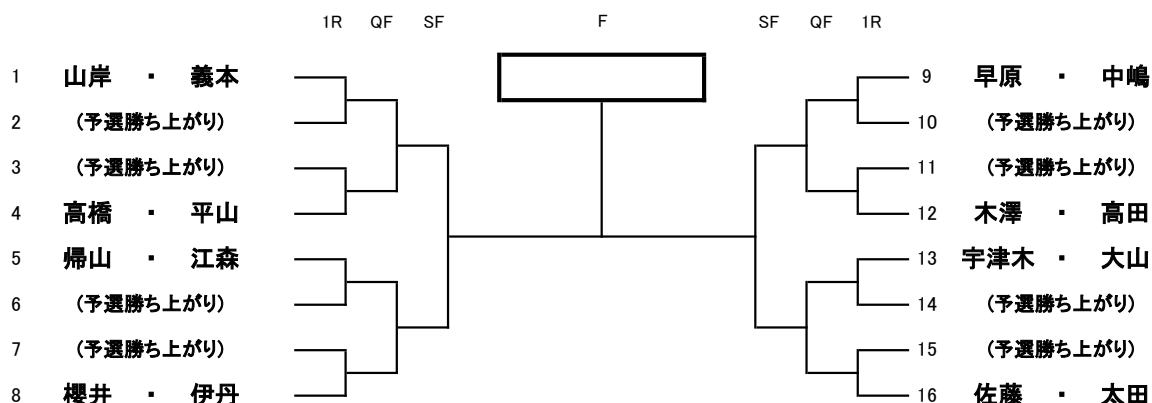 1R QF SF F SF QF 1R
1 山岸 ・ 義本 9 早原 ・ 中嶋
2 (予選勝ち上がり) 10 (予選勝ち上がり)
3 (予選勝ち上がり) 11 (予選勝ち上がり)
4 高橋 ・ 平山 12 木澤 ・ 高田
5 帰山 ・ 江森 13 宇津木 ・ 大山
6 (予選勝ち上がり) 14 (予選勝ち上がり)
7 (予選勝ち上がり) 15 (予選勝ち上がり)
8 櫻井 ・ 伊丹 16 佐藤 ・ 太田